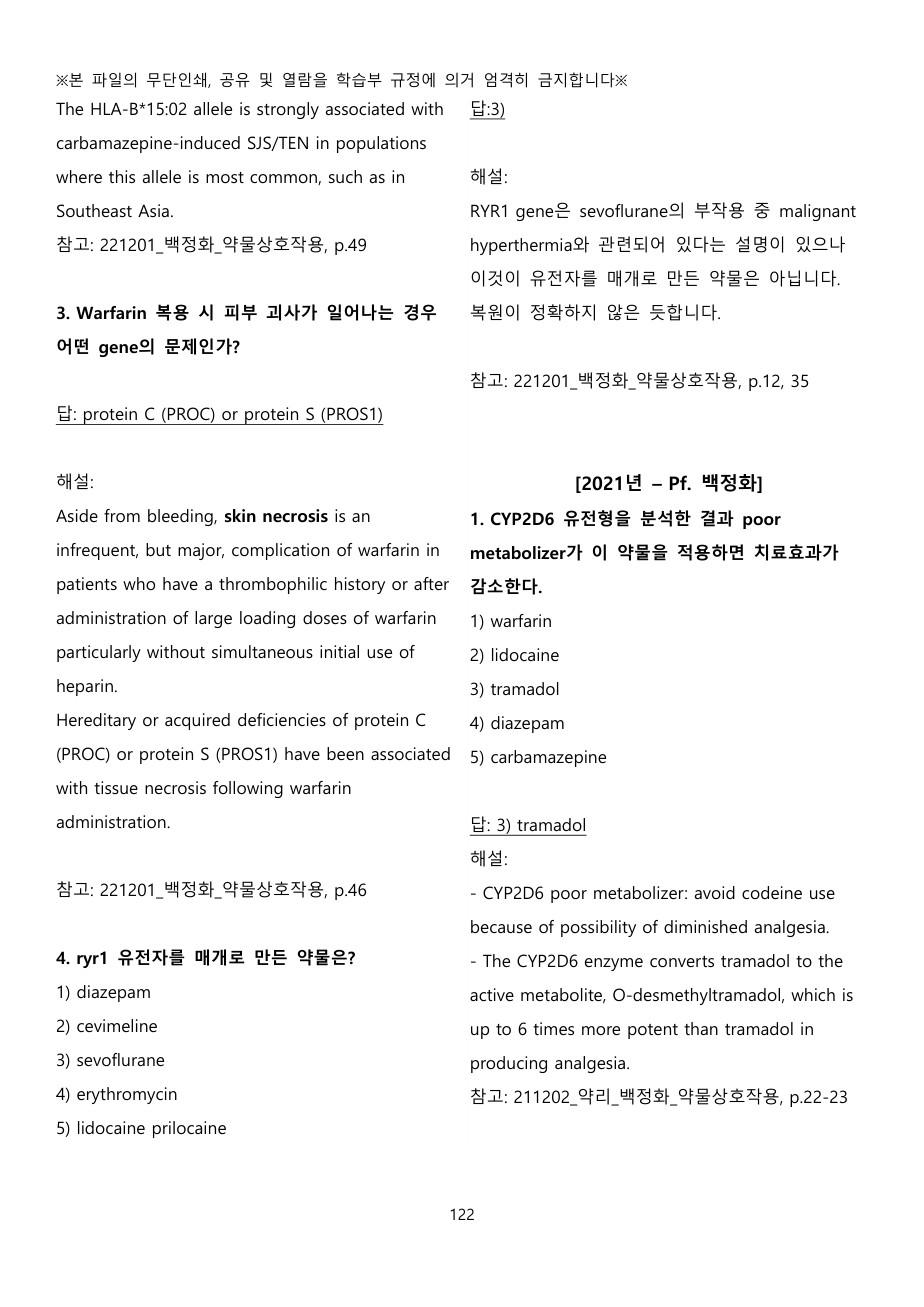 ※본 파일의 무단인쇄, 공유 및 열람을 학습부 규정에 의거 엄격히 금지합니다※
The HLA-B*15:02 allele is strongly associated with
carbamazepine-induced SJS/TEN in populations
where this allele is most common, such as in
Southeast Asia.
참고: 221201_백정화_약물상호작용, p.49
3. Warfarin 복용 시 피부 괴사가 일어나는 경우
어떤 gene의 문제인가?
답: protein C (PROC) or protein S (PROS1)
해설:
Aside from bleeding, skin necrosis is an
infrequent, but major, complication of warfarin in
patients who have a thrombophilic history or after
administration of large loading doses of warfarin
particularly without simultaneous initial use of
heparin.
Hereditary or acquired deficiencies of protein C
(PROC) or protein S (PROS1) have been associated
with tissue necrosis following warfarin
administration.
참고: 221201_백정화_약물상호작용, p.46
4. ryr1 유전자를 매개로 만든 약물은?
1) diazepam
2) cevimeline
3) sevoflurane
4) erythromycin
5) lidocaine prilocaine
답:3)
해설:
RYR1 gene은 sevoflurane의 부작용 중 malignant
hyperthermia와 관련되어 있다는 설명이 있으나
이것이 유전자를 매개로 만든 약물은 아닙니다.
복원이 정확하지 않은 듯합니다.
참고: 221201_백정화_약물상호작용, p.12, 35
[2021년 – Pf. 백정화]
1. CYP2D6 유전형을 분석한 결과 poor
metabolizer가 이 약물을 적용하면 치료효과가
감소한다.
1) warfarin
2) lidocaine
3) tramadol
4) diazepam
5) carbamazepine
답: 3) tramadol
해설:
- CYP2D6 poor metabolizer: avoid codeine use
because of possibility of diminished analgesia.
- The CYP2D6 enzyme converts tramadol to the
active metabolite, O-desmethyltramadol, which is
up to 6 times more potent than tramadol in
producing analgesia.
참고: 211202_약리_백정화_약물상호작용, p.22-23
122